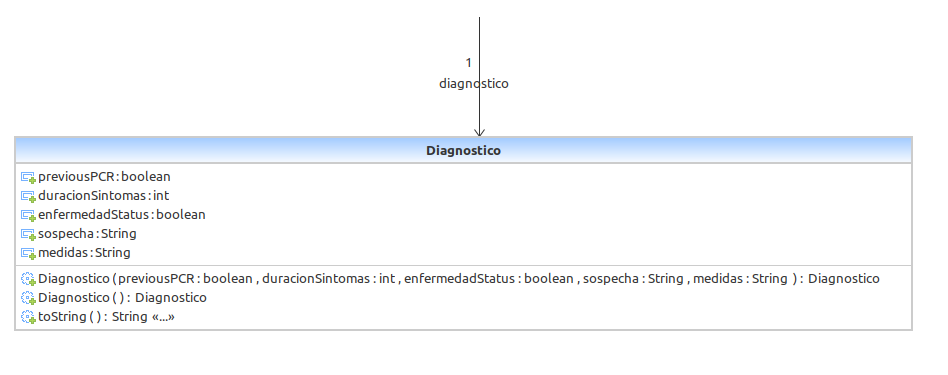 1
diagnostico
Diagnostico
previousPCR:boolean
duracionSintomas:int
enfermedadStatus:boolean
sospecha:String
medidas:String
Diagnostico(previousPCR:boolean,duracionSintomas:int,enfermedadStatus:boolean,sospecha:String,medidas:String ): Diagnostico
Diagnostico(): Diagnostico
toString(): String «...»